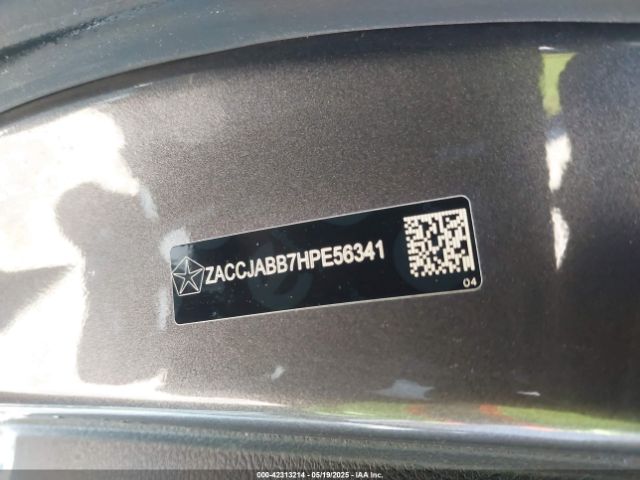 ZACCJABB7HPE56341
04
000-42313214 - 05/19/2025 - IAA Inc.